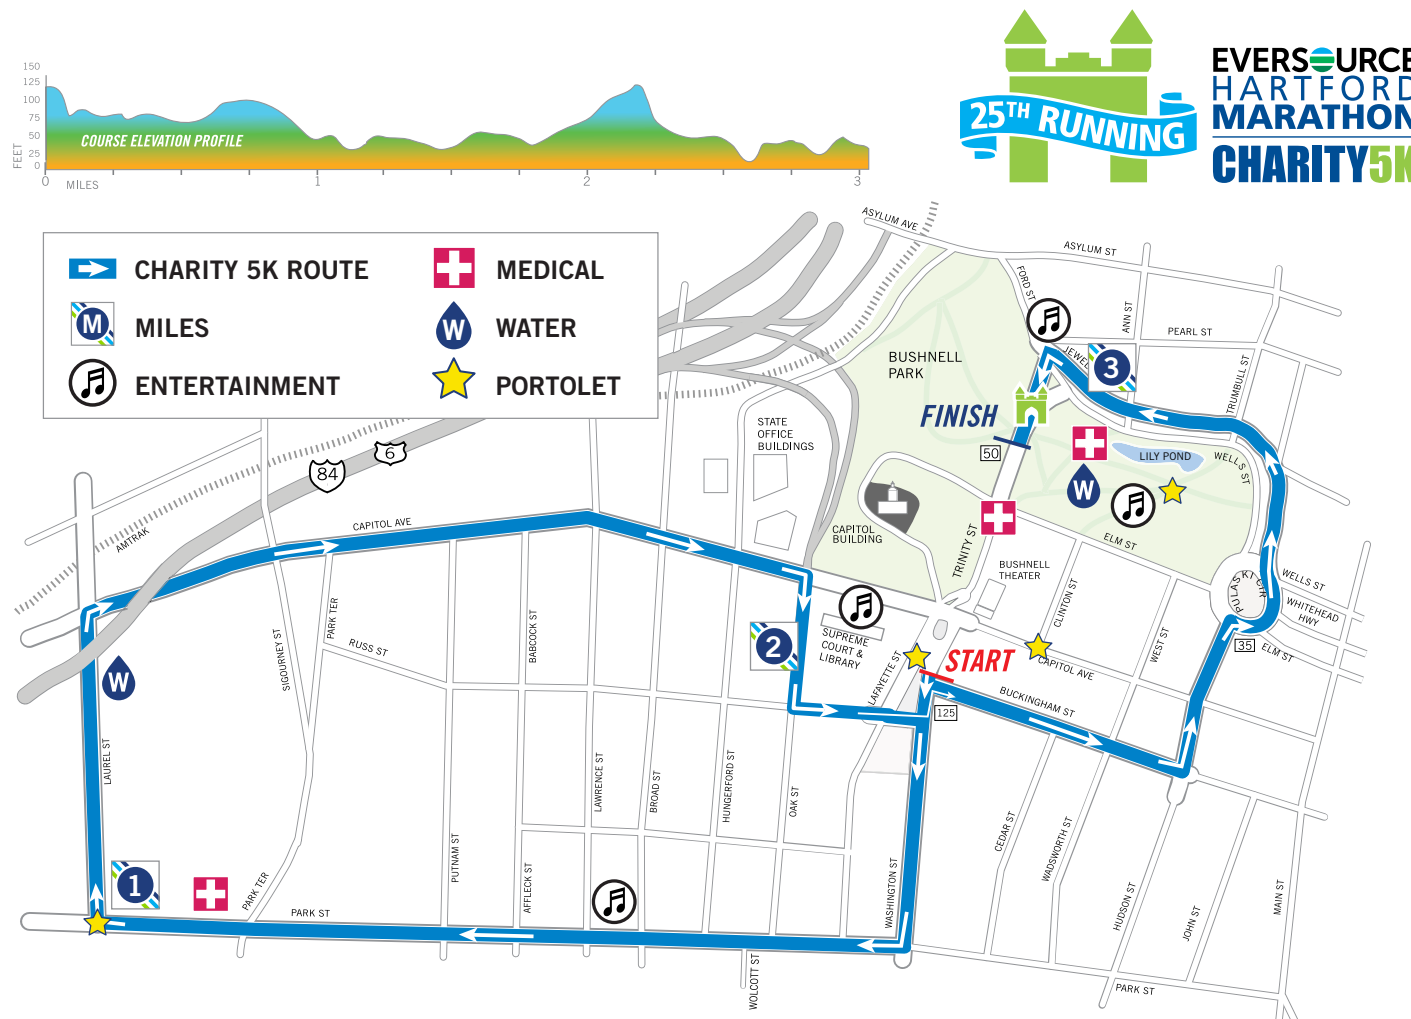 150
125
100
75
50
25
0
FEET
COURSE ELEVATION PROFILE
0
MILES
1
2
3
25TH RUNNING
EVERSOURCE
HARTFORD
MARATHON
CHARITY5K
CHARITY 5K ROUTE
M
MILES
ENTERTAINMENT
MEDICAL
W
WATER
PORTOLET
ASYLUM AVE
ASYLUM ST
FORD ST
ANN ST
PEARL ST
JEWEL
3
TRUMBULL ST
BUSHNELL
PARK
FINISH
50
LILY POND
WELLS ST
W
STATE
OFFICE
BUILDINGS
6
84
AMTRAK
CAPITOL AVE
CAPITOL
BUILDING
TRINITY ST
ELM ST
BUSHNELL
THEATER
CLINTON ST
PULASKI CIR
WELLS ST
WHITEHEAD
HWY
ELM ST
35
WEST ST
SUPREME
COURT &
LIBRARY
2
LAFAYETTE ST
START
CAPITOL AVE
BUCKINGHAM ST
125
SIGOURNEY ST
PARK TER
RUSS ST
BABCOCK ST
W
LAUREL ST
LAWRENCE ST
BROAD ST
HUNGERFORD ST
OAK ST
PUTNAM ST
AFFLECK ST
WASHINGTON ST
CEDAR ST
WADSWORTH ST
HUDSON ST
JOHN ST
MAIN ST
1
PARK TER
PARK ST
WOLCOTT ST
PARK ST